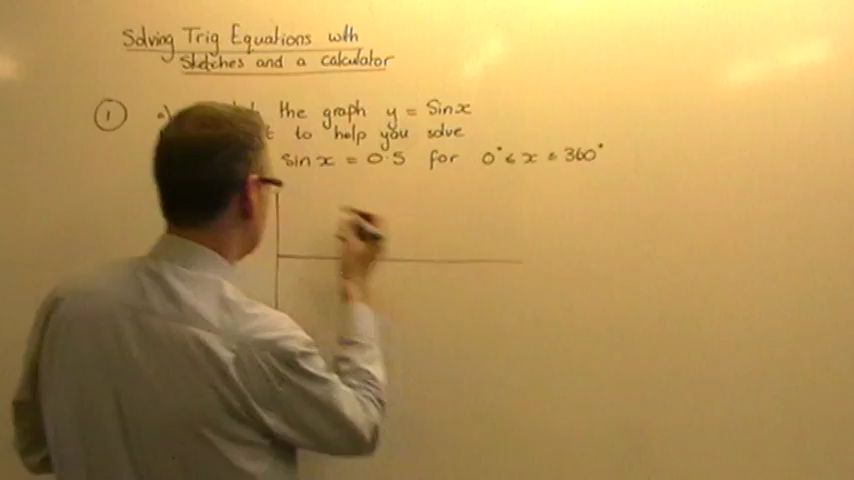 Solving Trig Equations with
Sketches and a calculator
1 a) the graph y = Sinx
to help you solve
sin x = 0.5 for 0° ≤ x ≤ 360°